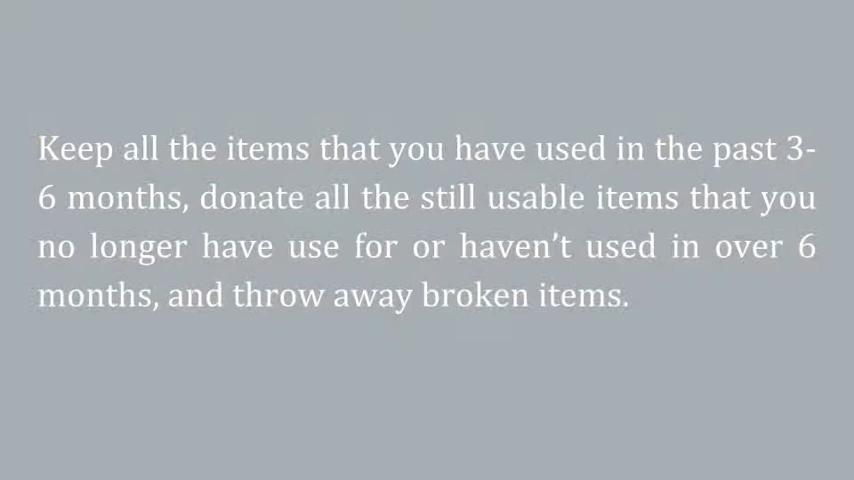 Keep all the items that you have used in the past 3-
6 months, donate all the still usable items that you
no longer have use for or haven’t used in over 6
months, and throw away broken items.